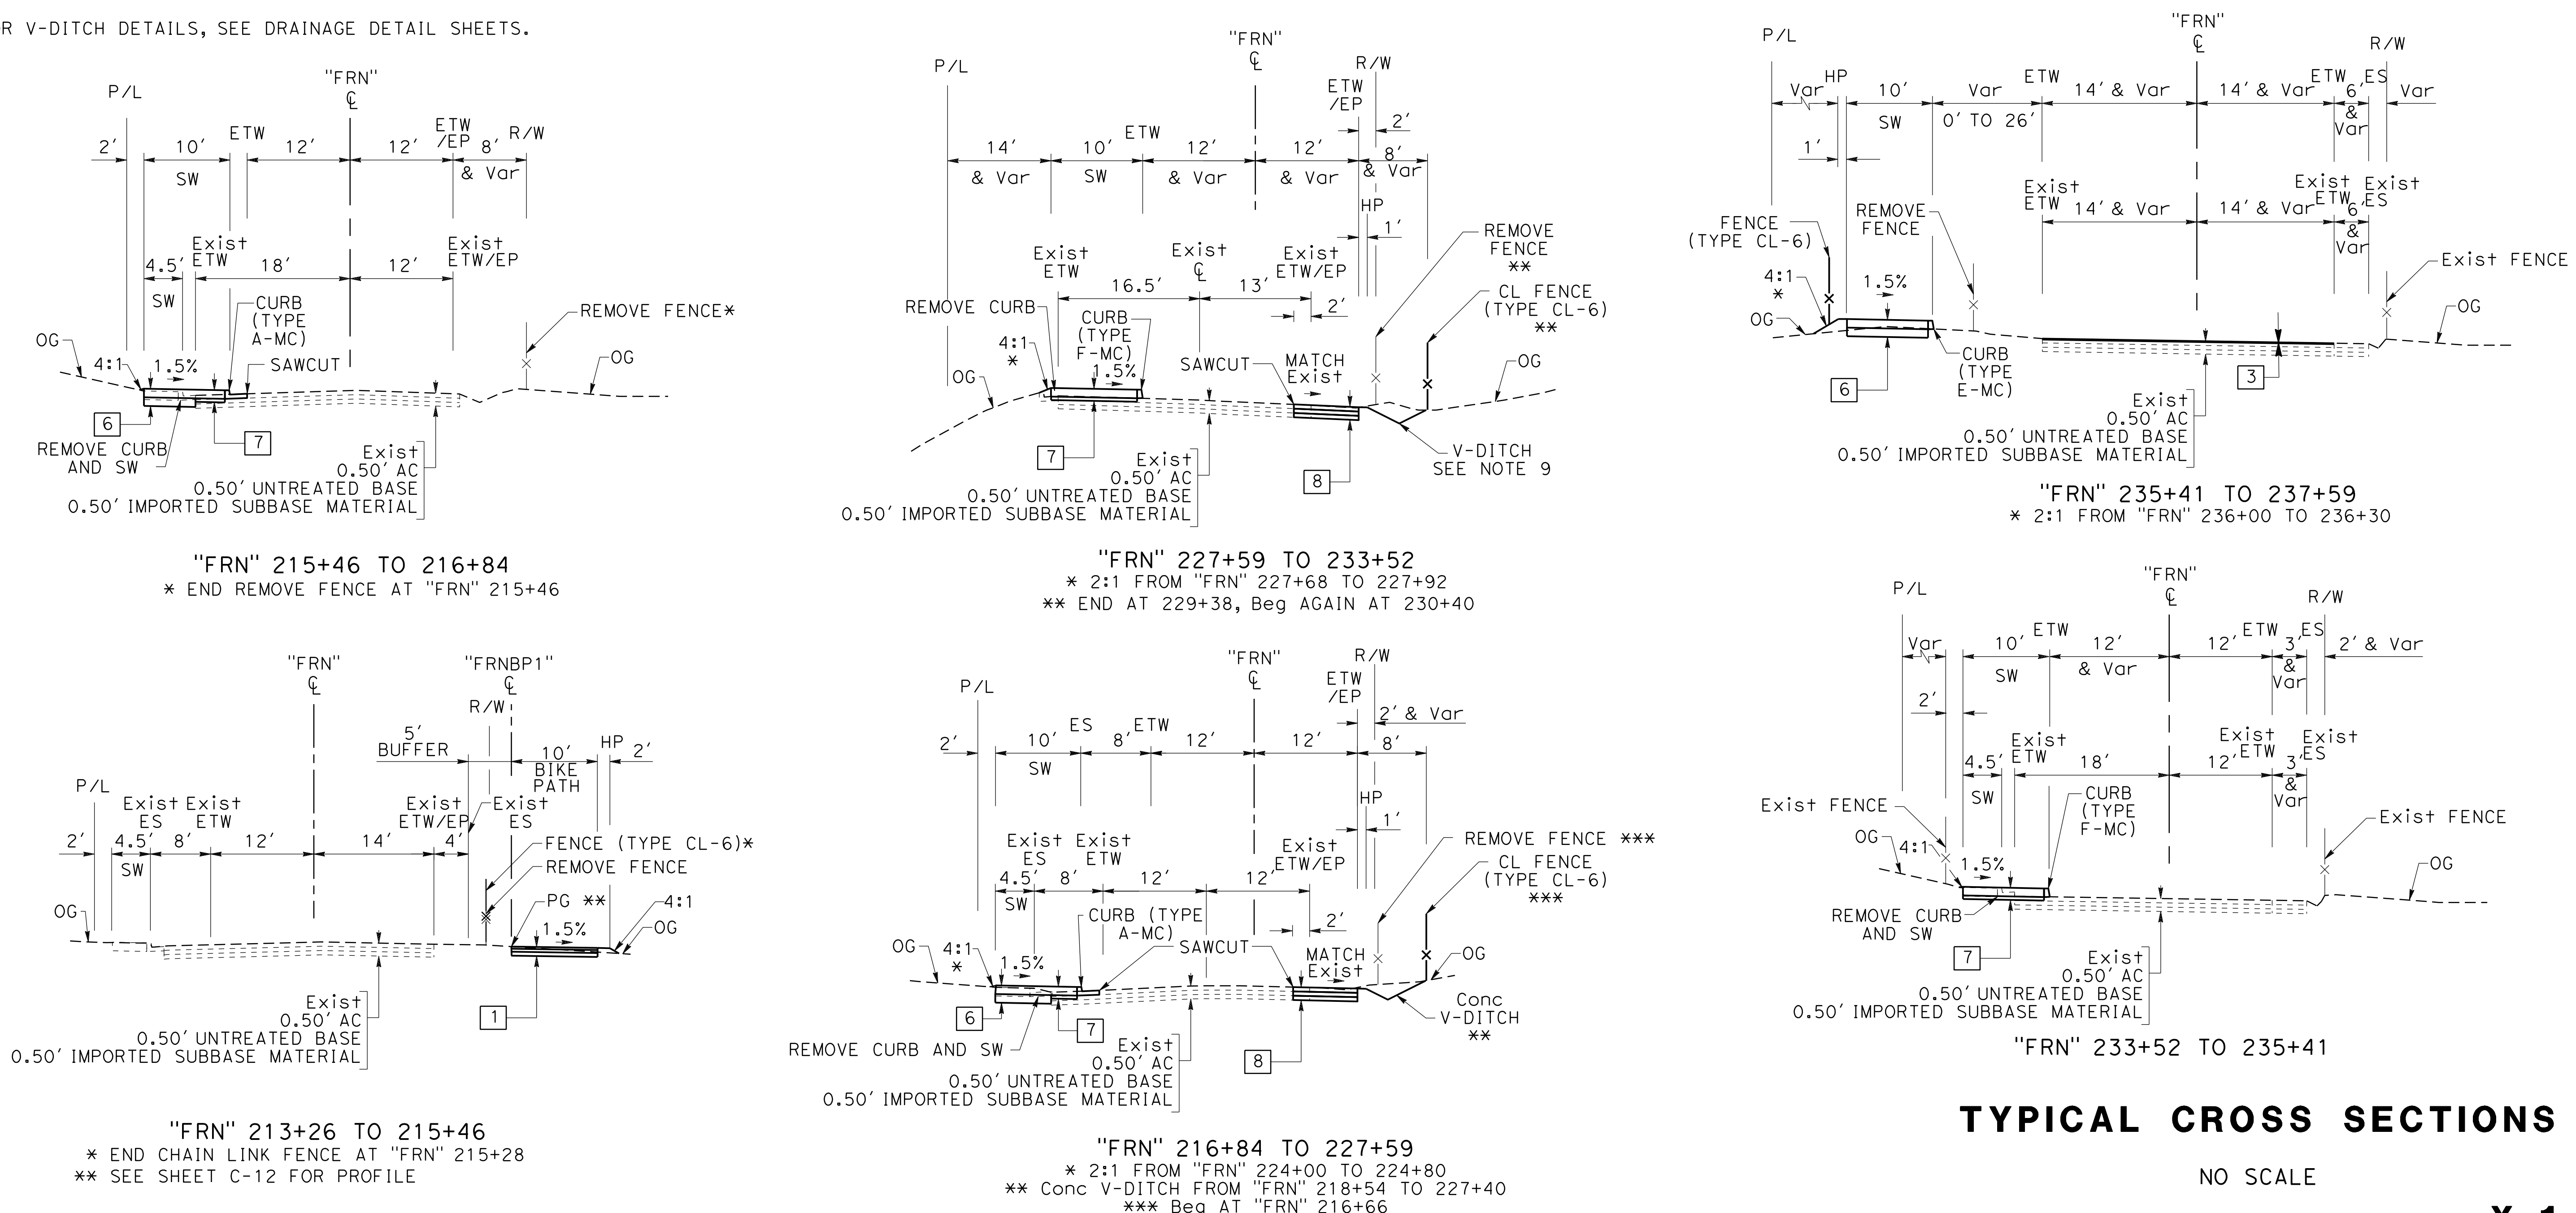 R V-DITCH DETAILS, SEE DRAINAGE DETAIL SHEETS.
"FRN"
℄
P/L
ETW
ETW
/EP
R/W
2'
10'
12'
12'
8'
SW
& Var
Exist
ETW
Exist
ETW/EP
4.5'
18'
12'
SW
CURB
(TYPE
A-MC)
REMOVE FENCE*
OG
4:1
1.5%
SAWCUT
OG
6
7
REMOVE CURB
AND SW
Exist
0.50' AC
0.50' UNTREATED BASE
0.50' IMPORTED SUBBASE MATERIAL
"FRN" 215+46 TO 216+84
* END REMOVE FENCE AT "FRN" 215+46
"FRN"
℄
"FRNBP1"
℄
R/W
5'
BUFFER
10'
BIKE
PATH
HP
2'
P/L
Exist
ES
Exist
ETW
Exist
ETW/EP
Exist
ES
2'
4.5'
8'
12'
14'
4'
SW
FENCE (TYPE CL-6)*
REMOVE FENCE
PG **
4:1
OG
OG
1.5%
1
Exist
0.50' AC
0.50' UNTREATED BASE
0.50' IMPORTED SUBBASE MATERIAL
"FRN" 213+26 TO 215+46
* END CHAIN LINK FENCE AT "FRN" 215+28
** SEE SHEET C-12 FOR PROFILE
"FRN"
℄
P/L
R/W
ETW
/EP
2'
ETW
14'
10'
12'
12'
8'
& Var
SW
& Var
& Var
& Var
HP
1'
Exist
ETW
Exist
℄
Exist
ETW/EP
REMOVE
FENCE
**
16.5'
13'
2'
CL FENCE
(TYPE CL-6)
**
REMOVE CURB
CURB
(TYPE
F-MC)
4:1
*
1.5%
SAWCUT
MATCH
Exist
OG
OG
7
8
V-DITCH
SEE NOTE 9
Exist
0.50' AC
0.50' UNTREATED BASE
0.50' IMPORTED SUBBASE MATERIAL
"FRN" 227+59 TO 233+52
* 2:1 FROM "FRN" 227+68 TO 227+92
** END AT 229+38, Beg AGAIN AT 230+40
"FRN"
℄
R/W
P/L
ETW
/EP
ES
ETW
2' & Var
2'
10'
8'
12'
12'
8'
SW
HP
1'
Exist
ES
Exist
ETW
Exist
ETW/EP
REMOVE FENCE ***
CL FENCE
(TYPE CL-6)
***
4.5'
8'
12'
12'
SW
2'
CURB (TYPE
A-MC)
SAWCUT
MATCH
Exist
OG
4:1
*
1.5%
OG
6
7
8
Conc
V-DITCH
**
REMOVE CURB AND SW
Exist
0.50' AC
0.50' UNTREATED BASE
0.50' IMPORTED SUBBASE MATERIAL
"FRN" 216+84 TO 227+59
* 2:1 FROM "FRN" 224+00 TO 224+80
** Conc V-DITCH FROM "FRN" 218+54 TO 227+40
*** Beg AT "FRN" 216+66
"FRN"
℄
P/L
R/W
HP
ETW
ETW
ES
Var
10'
Var
14' & Var
14' & Var
6'
&
Var
Var
SW
0' TO 26'
1'
Exist
ETW
Exist
ETW
Exist
ES
14' & Var
14' & Var
6'
&
Var
FENCE
(TYPE CL-6)
REMOVE
FENCE
Exist FENCE
4:1
*
1.5%
OG
OG
6
CURB
(TYPE
E-MC)
3
Exist
0.50' AC
0.50' UNTREATED BASE
0.50' IMPORTED SUBBASE MATERIAL
"FRN" 235+41 TO 237+59
* 2:1 FROM "FRN" 236+00 TO 236+30
"FRN"
℄
P/L
R/W
ETW
ETW
ES
Var
10'
12'
12'
3'
&
Var
2' & Var
SW
& Var
2'
Exist
ETW
Exist
ETW
Exist
ES
4.5'
18'
12'
3'
&
Var
SW
CURB
(TYPE
F-MC)
Exist FENCE
Exist FENCE
OG
4:1
1.5%
OG
REMOVE CURB
AND SW
7
Exist
0.50' AC
0.50' UNTREATED BASE
0.50' IMPORTED SUBBASE MATERIAL
"FRN" 233+52 TO 235+41
TYPICAL CROSS SECTIONS
NO SCALE
X-1